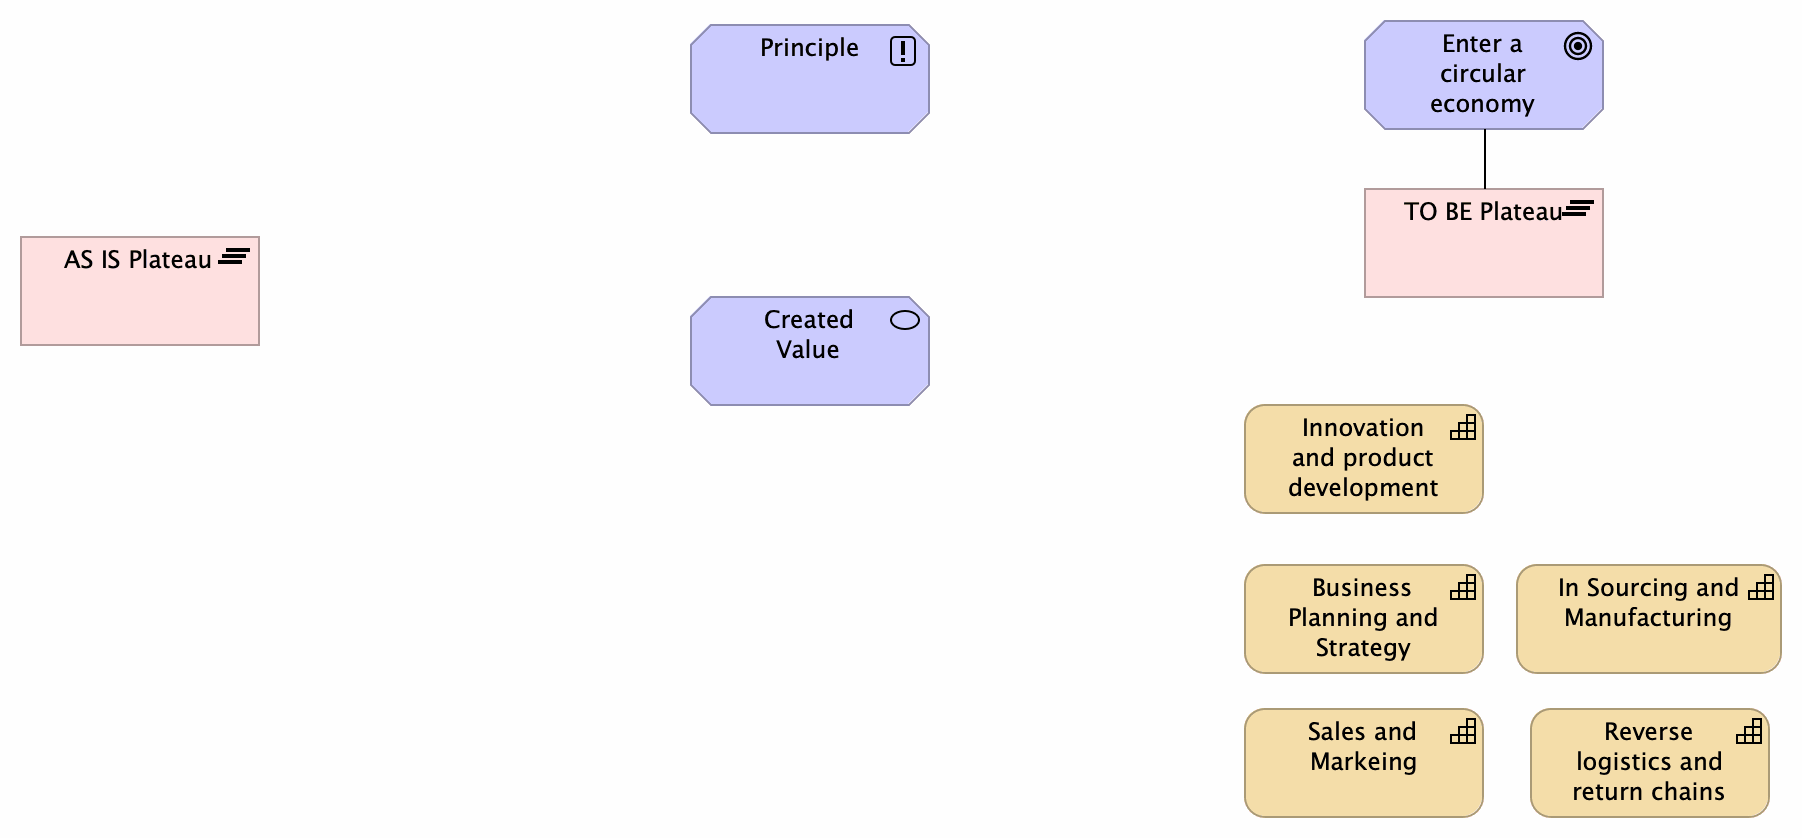 Principle
Enter a
circular
economy
TO BE Plateau
AS IS Plateau
Created
Value
Innovation
and product
development
Business
Planning and
Strategy
In Sourcing and
Manufacturing
Sales and
Markeing
Reverse
logistics and
return chains